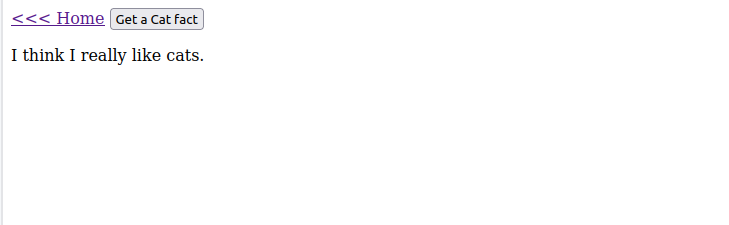 <<< Home Get a Cat fact
I think I really like cats.